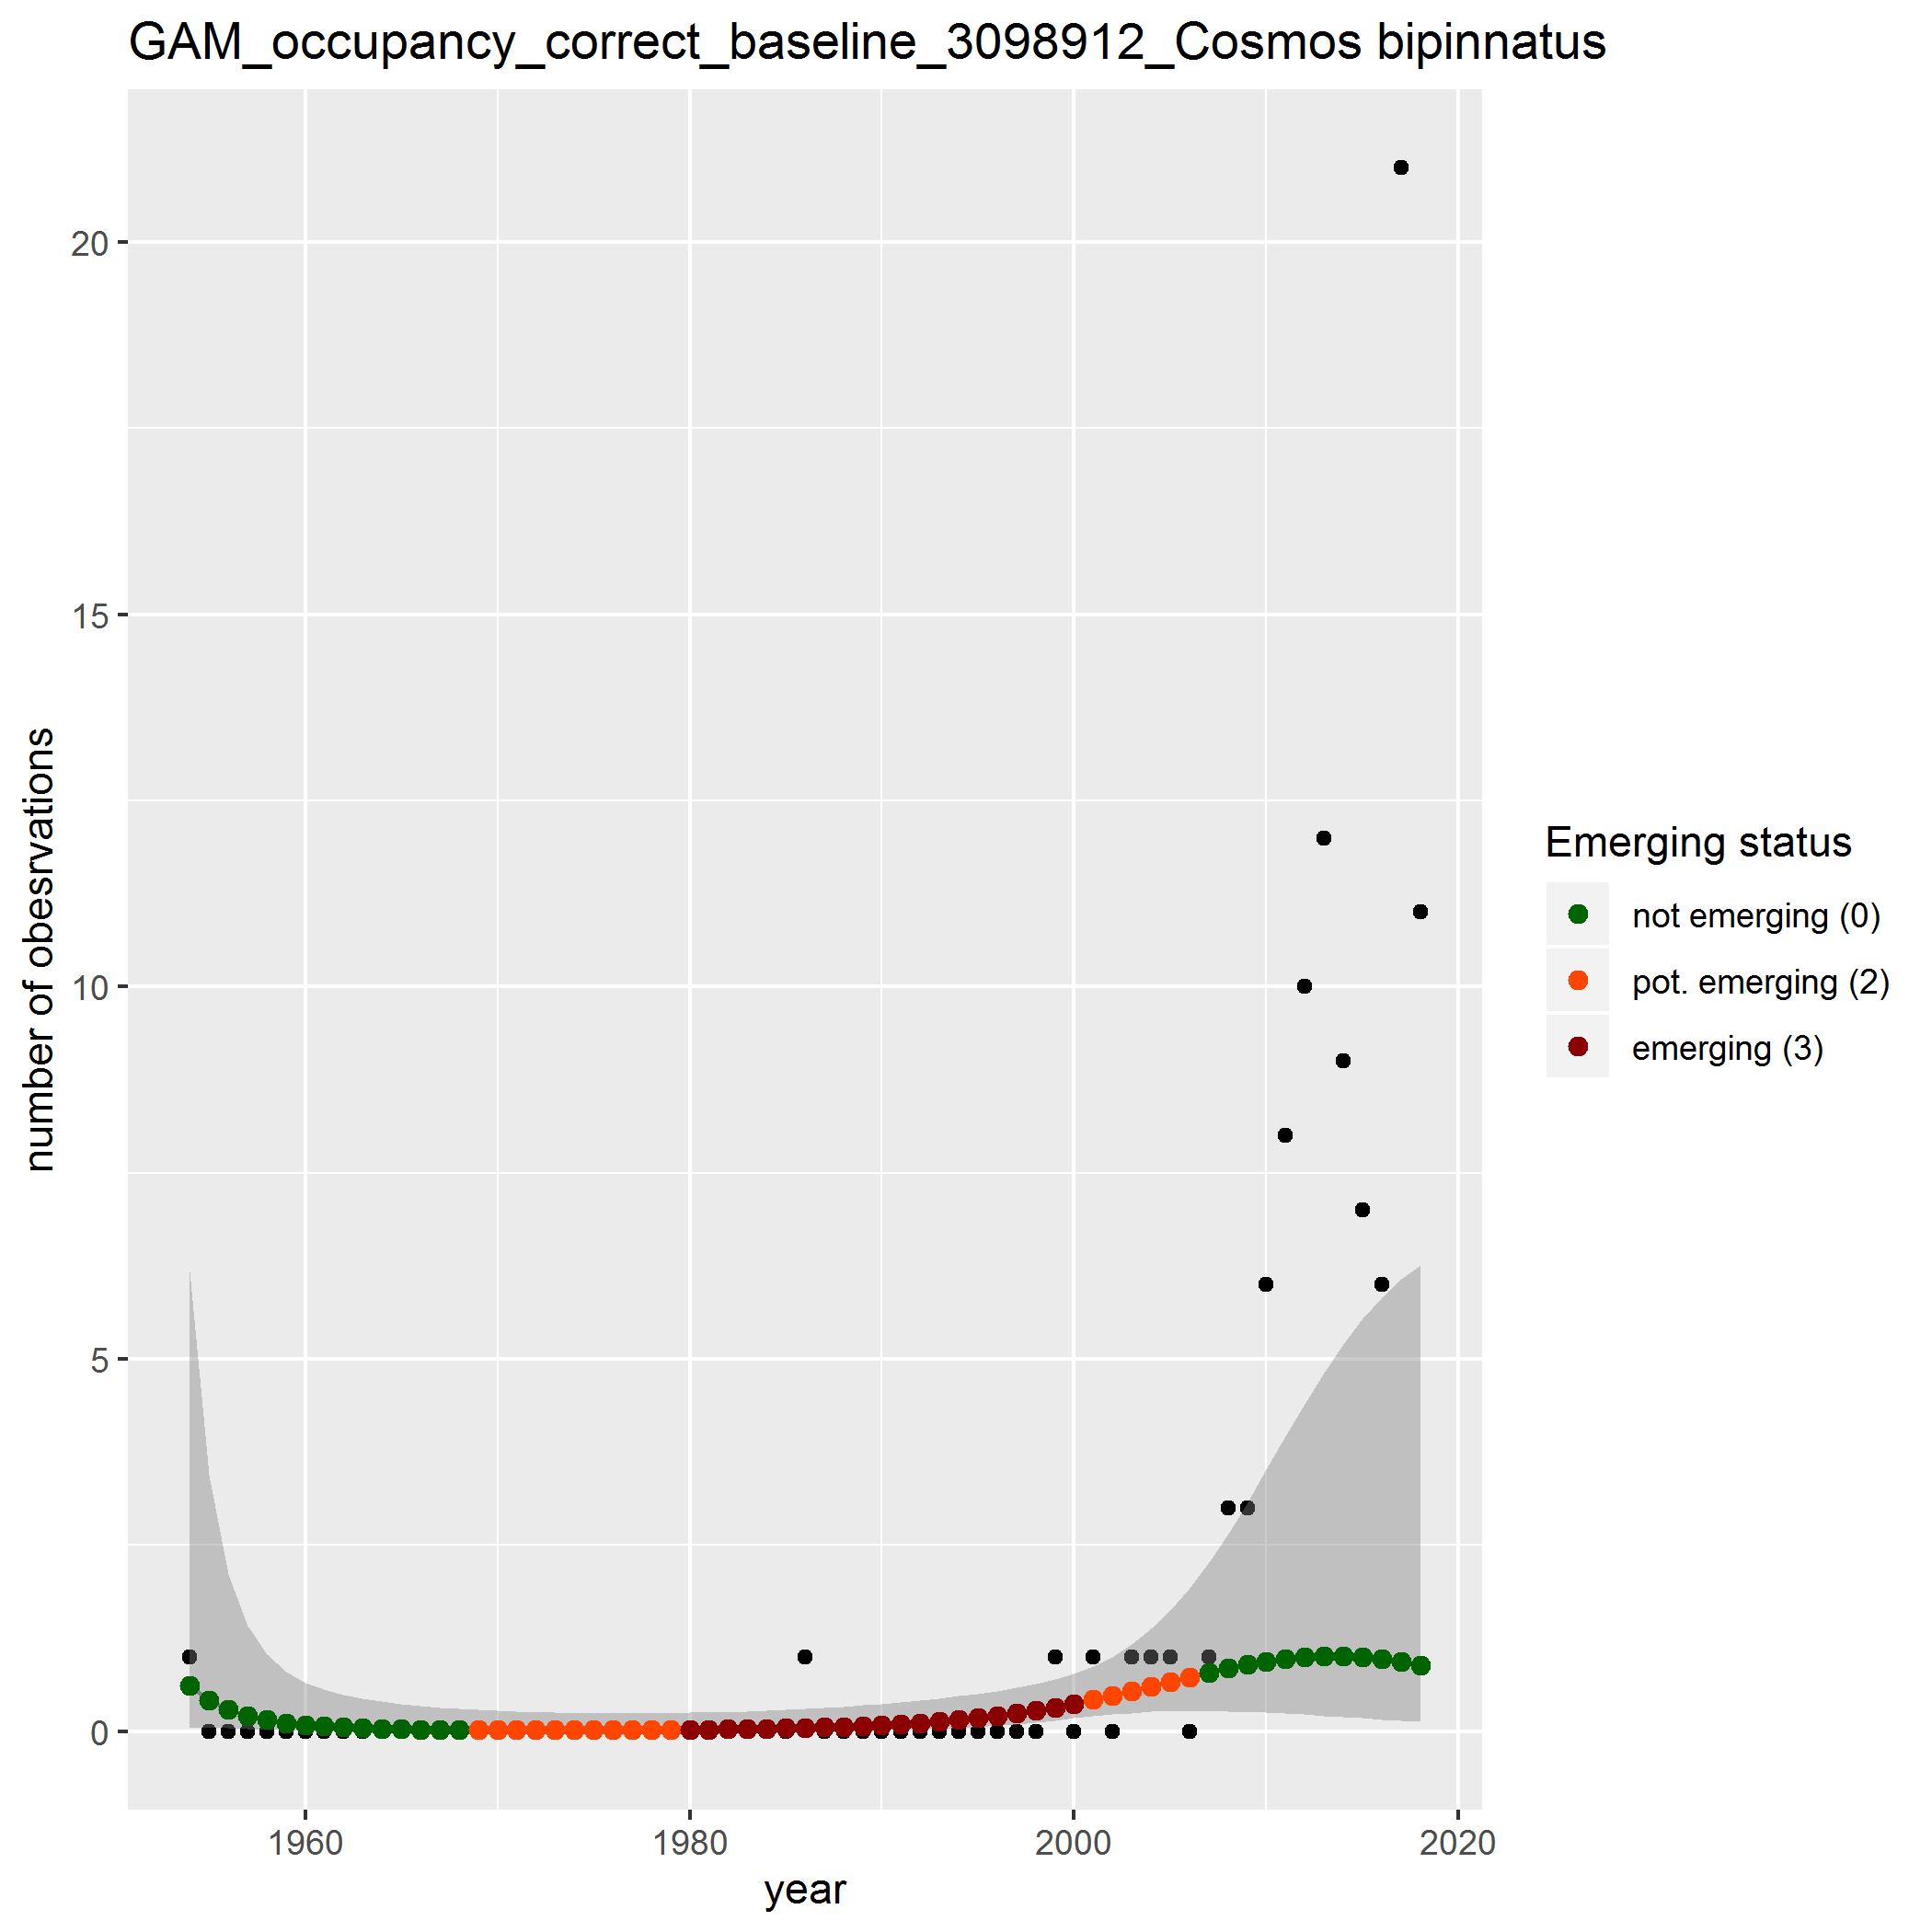 GAM_occupancy_correct_baseline_3098912_Cosmos bipinnatus
20
15
10
5
0
number of obesrvations
1960 1980 2000 2020
year
Emerging status
not emerging (0)
pot. emerging (2)
emerging (3)